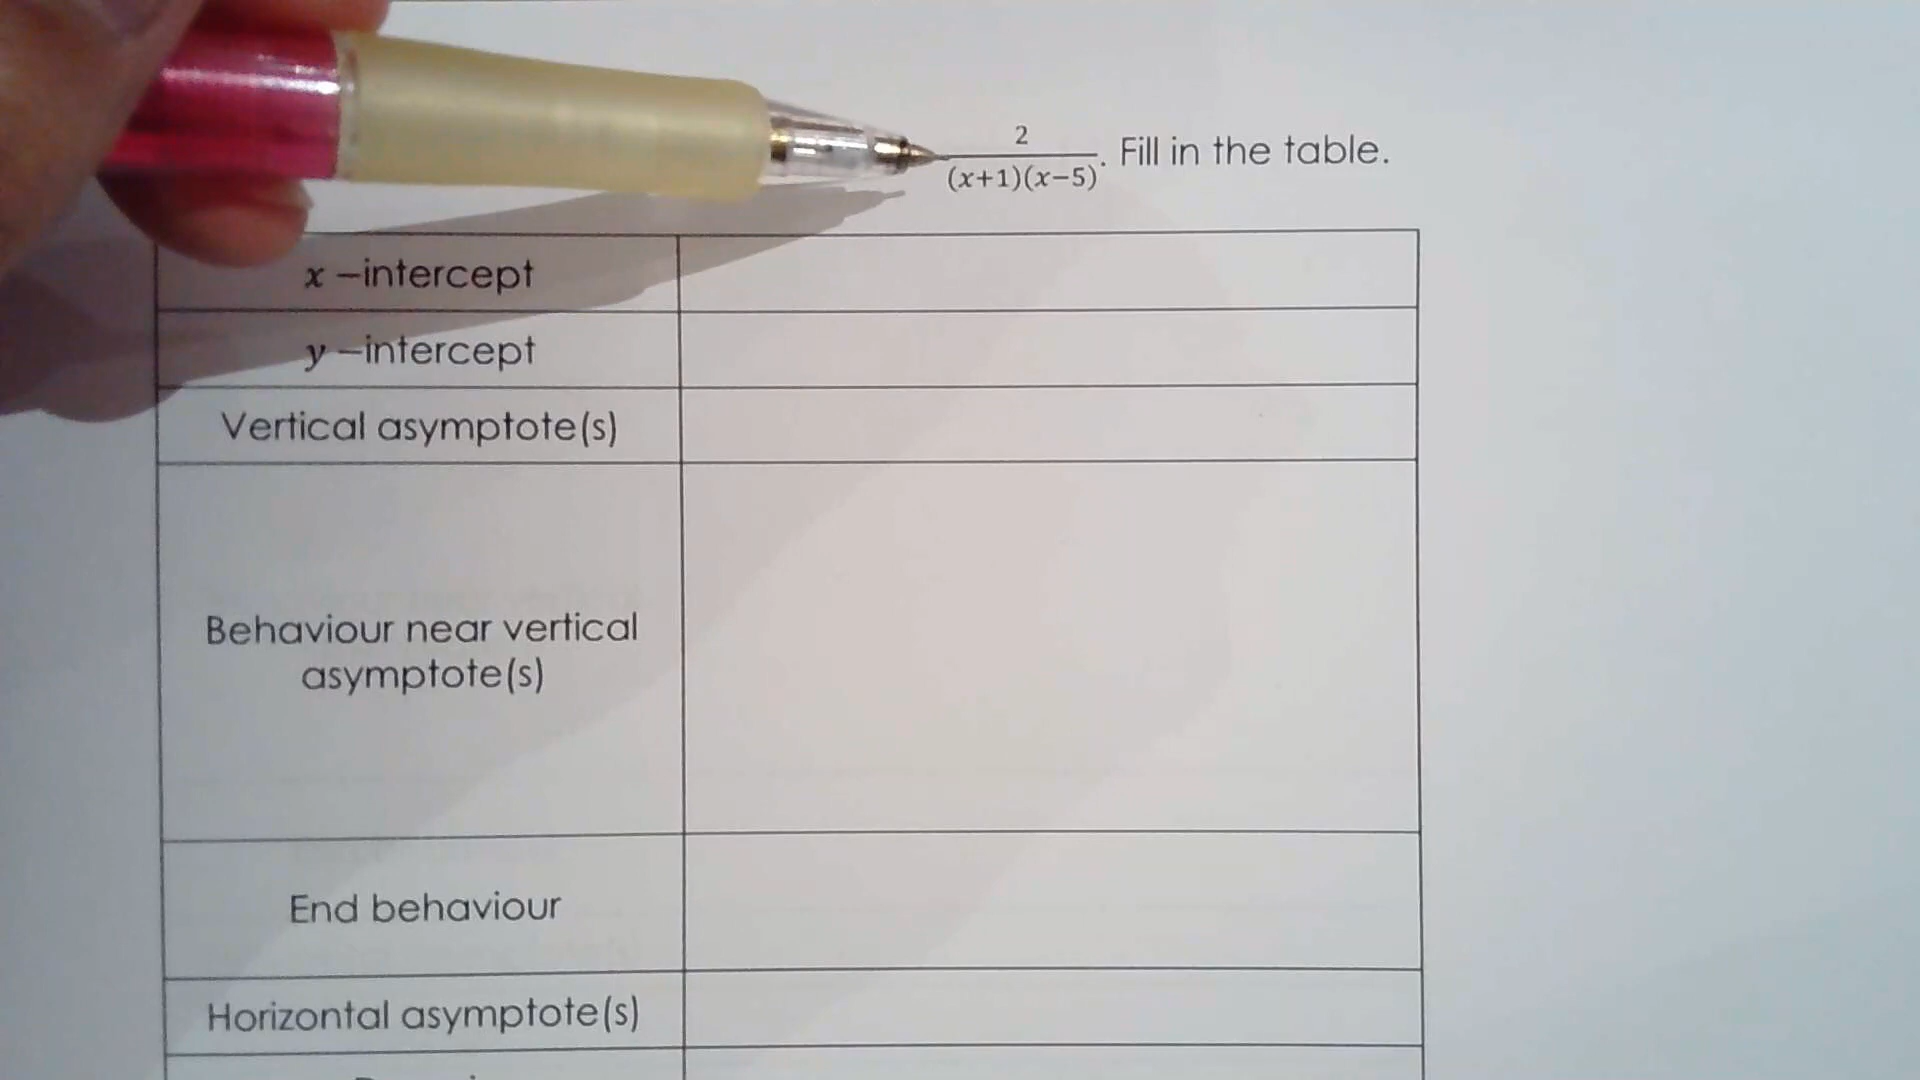 2/((x+1)(x−5)). Fill in the table.
x –intercept
y –intercept
Vertical asymptote(s)
Behaviour near vertical
asymptote(s)
End behaviour
Horizontal asymptote(s)